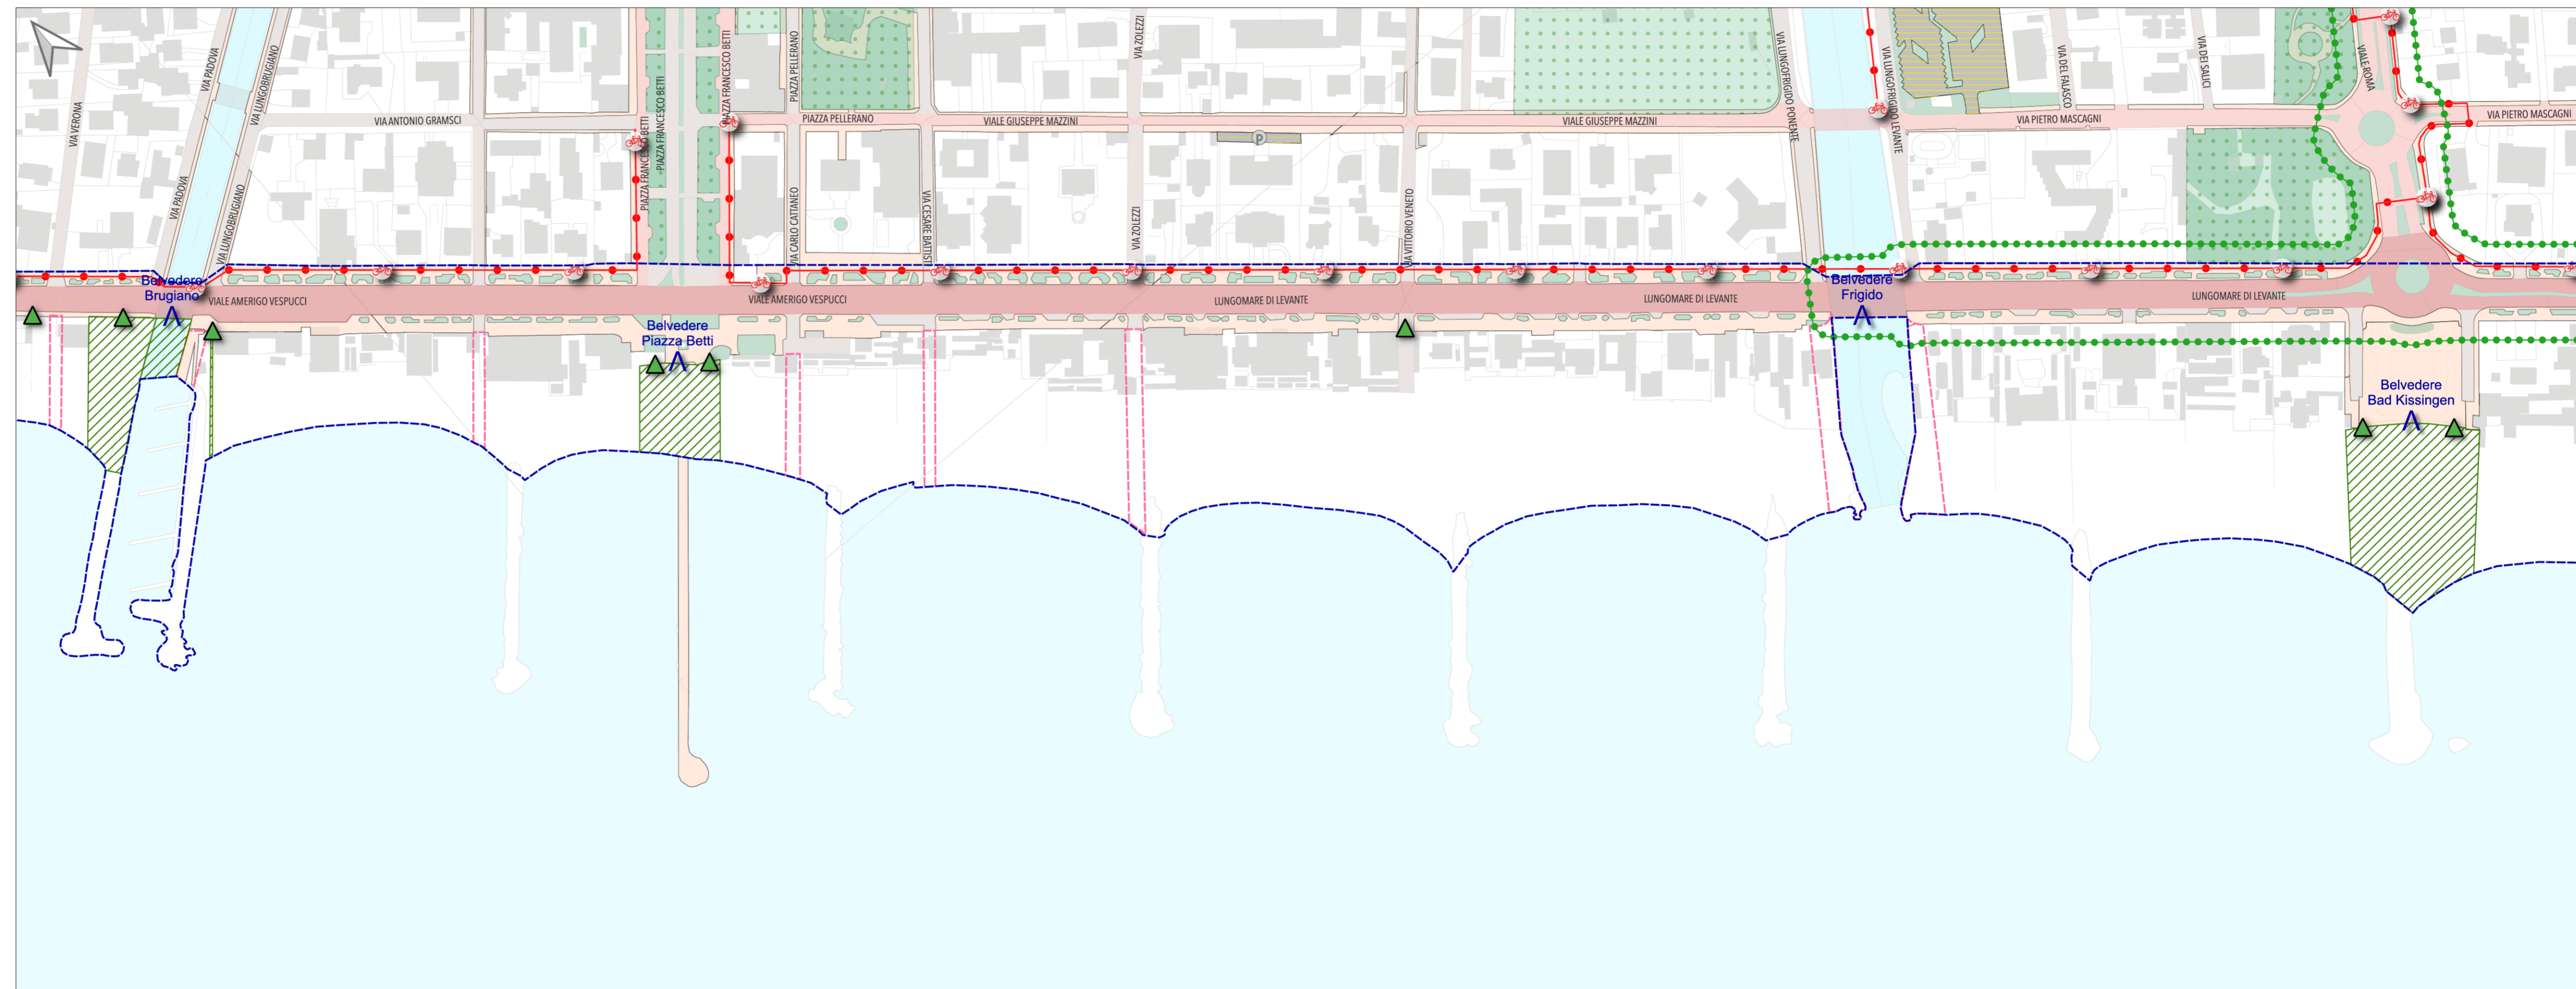 VIA VERONA
VIA PADOVA
VIA LUNGOBRUGIANO
VIA PADOVA
VIA LUNGOBRUGIANO
VIA ANTONIO GRAMSCI
PIAZZA FRANCESCO BETTI
PIAZZA FRANCESCO BETTI
PIAZZA FRANCESCO BETTI
PIAZZA PELLERANO
PIAZZA PELLERANO
VIA CARLO CATTANEO
VIA CESARE BATISTI
VIALE GIUSEPPE MAZZINI
VIA ZOLEZZI
VIA ZOLEZZI
P
VIA VITTORIO VENETO
VIALE GIUSEPPE MAZZINI
VIA LUNGOFRIGIDO PONENTE
VIA LUNGOFRIGIDO LEVANTE
VIA PIETRO MASCAGNI
VIA DEL FALASCO
VIA DEI SALICI
VIALE ROMA
VIA PIETRO MASCAGNI
Belvedere
Brugiano
VIALE AMERIGO VESPUCCI
VIALE AMERIGO VESPUCCI
LUNGOMARE DI LEVANTE
LUNGOMARE DI LEVANTE
Belvedere
Frigido
LUNGOMARE DI LEVANTE
Belvedere
Piazza Betti
Belvedere
Bad Kissingen